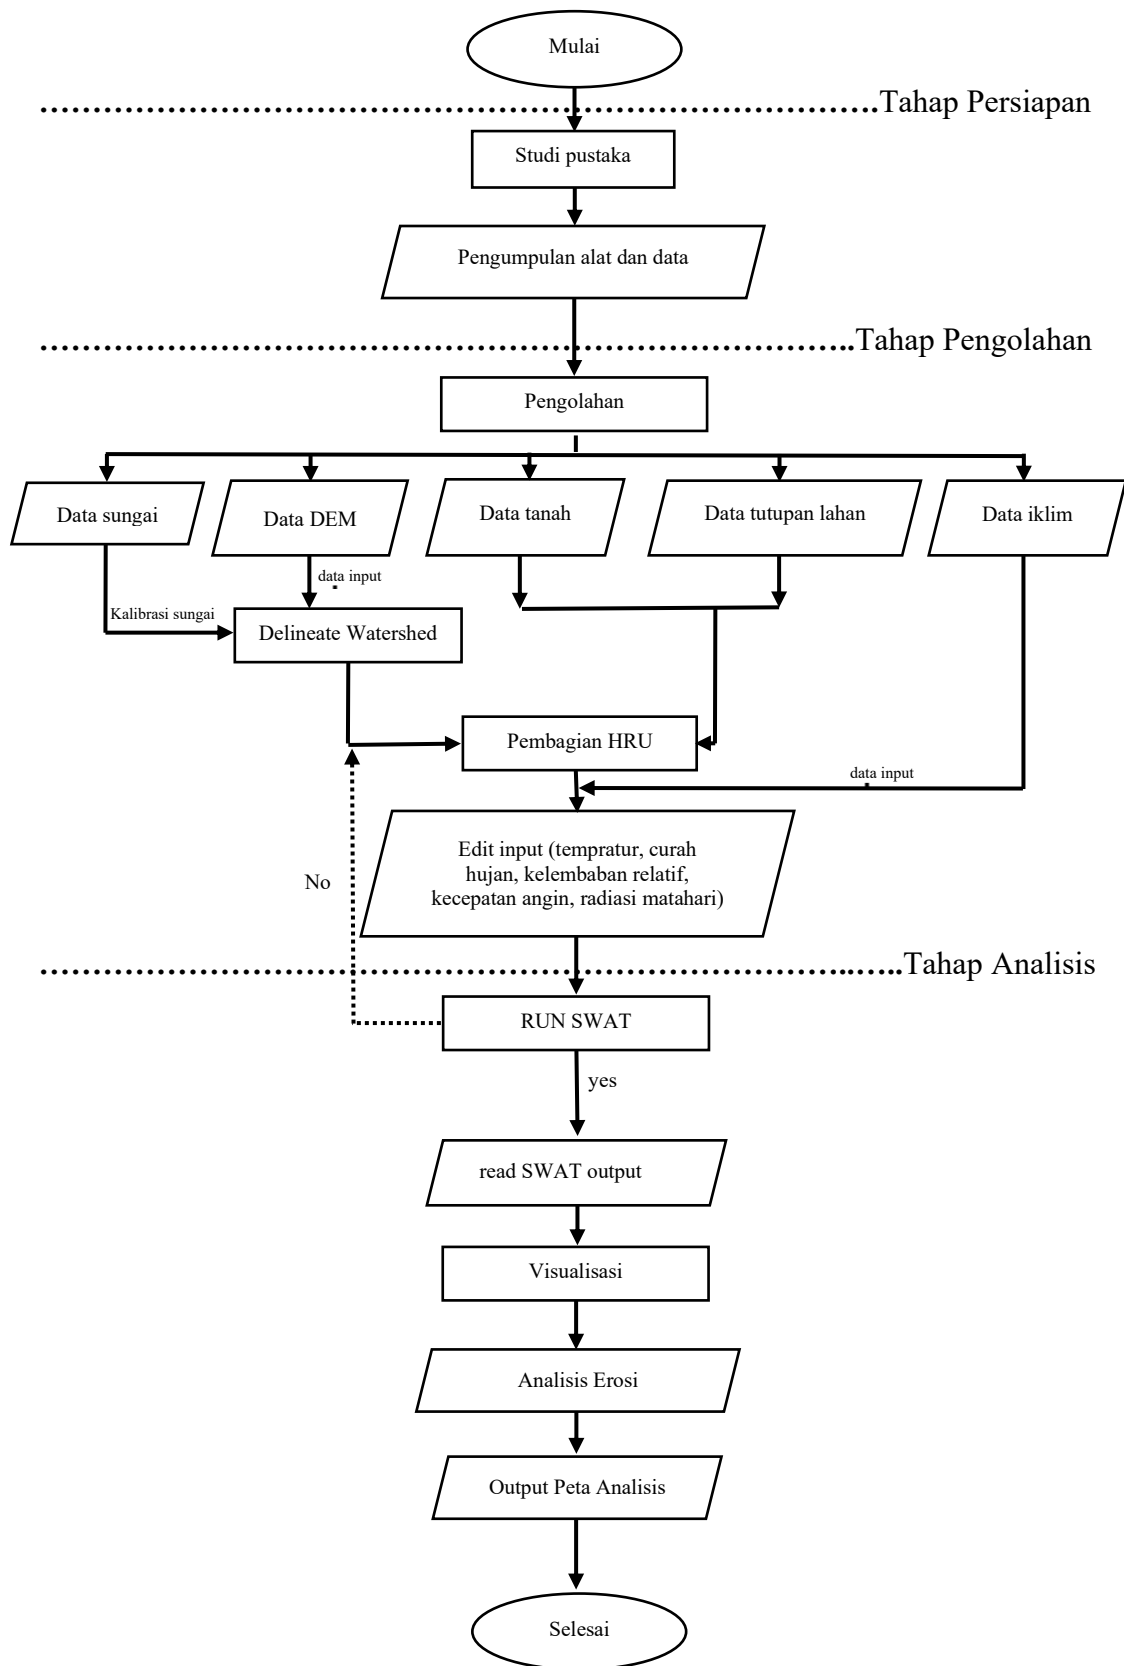 Mulai
Tahap Persiapan
Studi pustaka
Pengumpulan alat dan data
Tahap Pengolahan
Pengolahan
Data sungai
Data DEM
Data tanah
Data tutupan lahan
Data iklim
data input
Kalibrasi sungai
Delineate Watershed
Pembagian HRU
data input
Edit input (tempratur, curah
hujan, kelembaban relatif,
kecepatan angin, radiasi matahari)
No
Tahap Analisis
RUN SWAT
yes
read SWAT output
Visualisasi
Analisis Erosi
Output Peta Analisis
Selesai